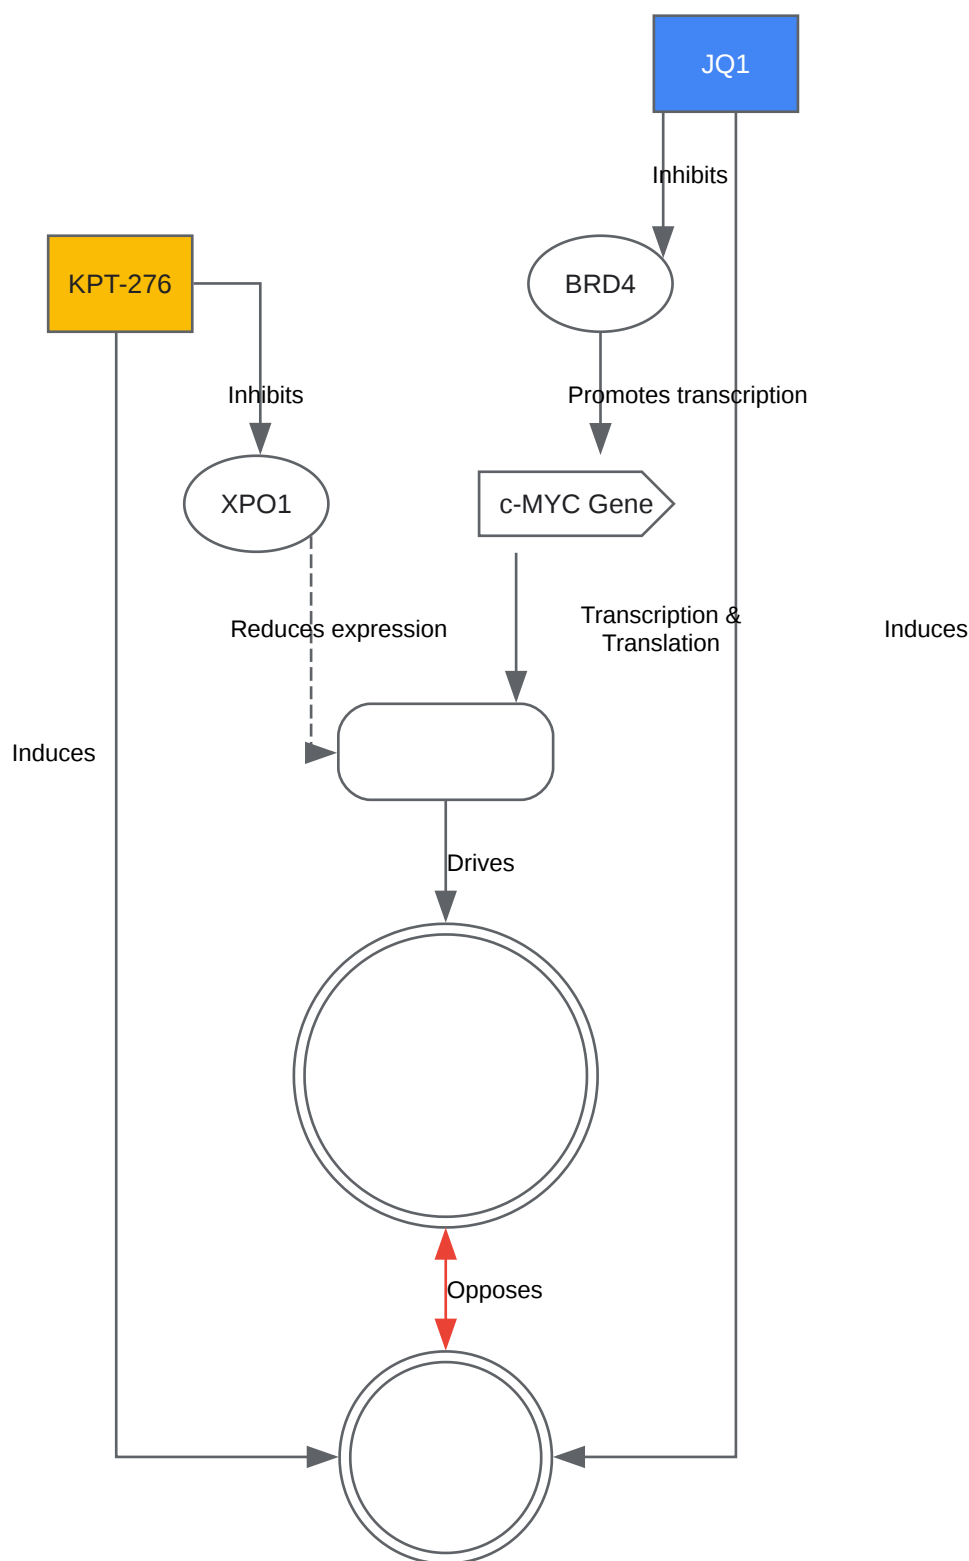 JQ1
Inhibits
KPT-276
BRD4
Inhibits
Promotes transcription
XPO1
c-MYC Gene
Reduces expression
Transcription &
Translation
Induces
Induces
Drives
Opposes